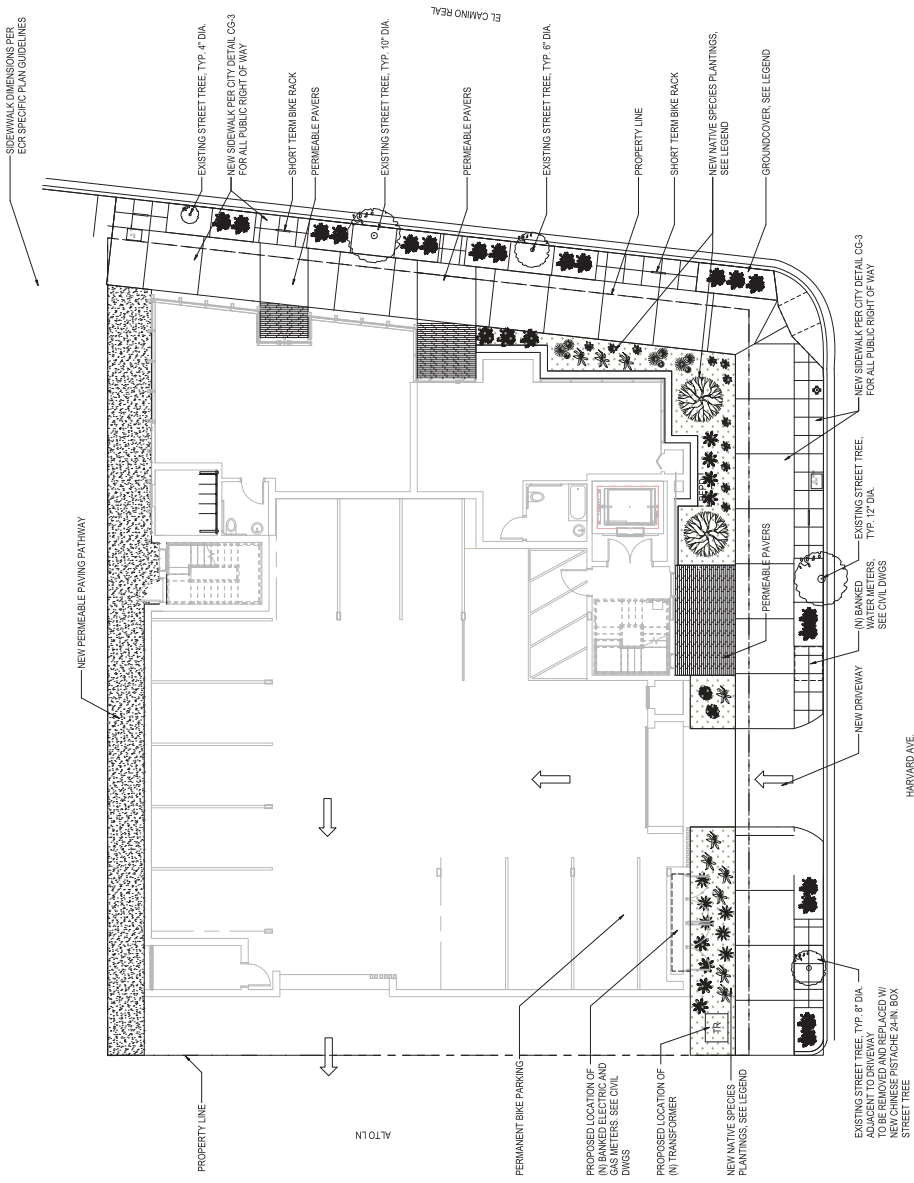 SIDEWWALK DIMENSIONS PER
ECR SPECIFIC PLAN GUIDELINES
EXISTING STREET TREE, TYP. 4" DIA.
NEW SIDEWALK PER CITY DETAIL CG-3
FOR ALL PUBLIC RIGHT OF WAY
SHORT TERM BIKE RACK
PERMEABLE PAVERS
EXISTING STREET TREE, TYP. 10" DIA.
EL CAMINO REAL
PERMEABLE PAVERS
EXISTING STREET TREE, TYP. 6" DIA.
PROPERTY LINE
SHORT TERM BIKE RACK
NEW NATIVE SPECIES PLANTINGS,
SEE LEGEND
GROUNDCOVER, SEE LEGEND
NEW PERMEABLE PAVING PATHWAY
PERMEABLE PAVERS
NEW SIDEWALK PER CITY DETAIL CG-3
FOR ALL PUBLIC RIGHT OF WAY
EXISTING STREET TREE,
TYP. 12" DIA.
(N) BANKED
WATER METERS.
SEE CIVIL DWGS
NEW DRIVEWAY
HARVARD AVE.
PROPERTY LINE
ALTO LN
PERMANENT BIKE PARKING
PROPOSED LOCATION OF
(N) BANKED ELECTRIC AND
GAS METERS. SEE CIVIL
DWGS
PROPOSED LOCATION OF
(N) TRANSFORMER
TR
NEW NATIVE SPECIES
PLANTINGS, SEE LEGEND
EXISTING STREET TREE, TYP. 8" DIA.
ADJACENT TO DRIVEWAY
TO BE REMOVED AND REPLACED W/
NEW CHINESE PISTACHE 24-IN. BOX
STREET TREE